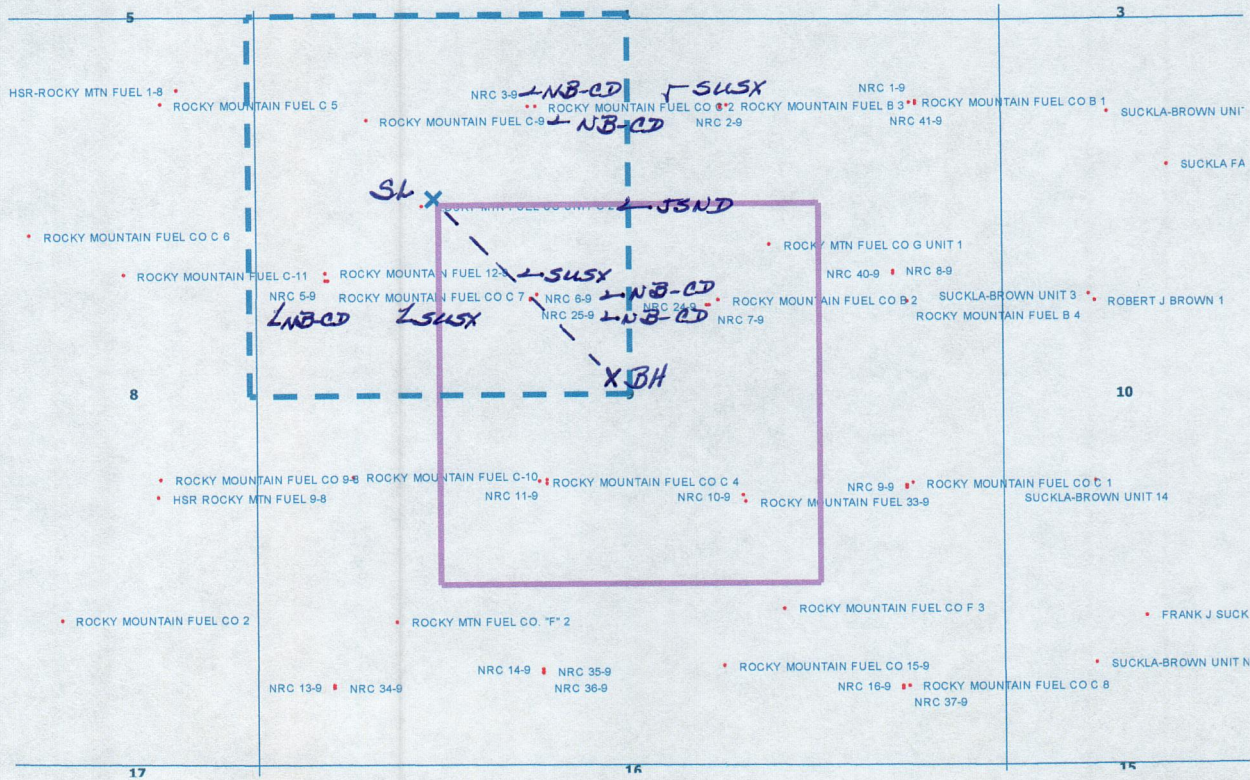 5 3
HSR-ROCKY MTN FUEL 1-8
ROCKY MOUNTAIN FUEL C 5
NRC 3-9 NB-CD
SUSX
NRC 1-9
ROCKY MOUNTAIN FUEL CO
ROCKY MOUNTAIN FUEL B 3
ROCKY MOUNTAIN FUEL CO B 1
ROCKY MOUNTAIN FUEL C-9 NB-CD
NRC 2-9
NRC 41-9
SUCKLA-BROWN UNIT
SUCKLA FA
SL
JSND
ROCKY MOUNTAIN FUEL CO C 6
ROCKY MTN FUEL CO G UNIT 1
ROCKY MOUNTAIN FUEL C-11
ROCKY MOUNTAIN FUEL 12-9 SUSX
NRC 40-9 NRC 8-9
NRC 5-9
ROCKY MOUNTAIN FUEL CO C 7
NRC 6-9 NB-CD
NRC 24-9
ROCKY MOUNTAIN FUEL CO B 2
SUCKLA-BROWN UNIT 3
ROBERT J BROWN 1
NB-CD SUSX
NRC 25-9 NB-CD
NRC 7-9
ROCKY MOUNTAIN FUEL B 4
X BH
8 9 10
ROCKY MOUNTAIN FUEL CO 9-8
ROCKY MOUNTAIN FUEL C-10
ROCKY MOUNTAIN FUEL CO C 4
NRC 9-9
ROCKY MOUNTAIN FUEL CO C 1
HSR ROCKY MTN FUEL 9-8
NRC 11-9
NRC 10-9
ROCKY MOUNTAIN FUEL 33-9
SUCKLA-BROWN UNIT 14
ROCKY MOUNTAIN FUEL CO 2
ROCKY MTN FUEL CO. "F" 2
ROCKY MOUNTAIN FUEL CO F 3
FRANK J SUCK
NRC 14-9 NRC 35-9
NRC 36-9
ROCKY MOUNTAIN FUEL CO 15-9
SUCKLA-BROWN UNIT N
NRC 13-9 NRC 34-9
NRC 16-9
ROCKY MOUNTAIN FUEL CO C 8
NRC 37-9
17 16 15